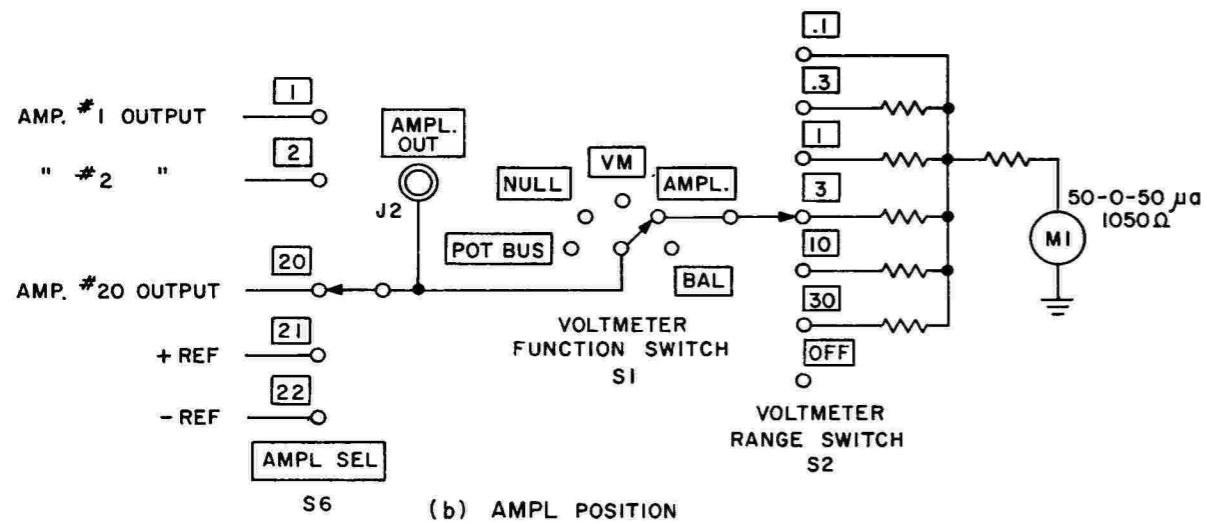 .1
.3
1
3
10
30
OFF
VOLTMETER
RANGE SWITCH
S2
50-0-50 µa
1050Ω
M1
1
2
20
21
22
AMP. #1 OUTPUT
" #2 "
AMP. #20 OUTPUT
+ REF
- REF
AMPL SEL
S6
AMPL.
OUT
J2
POT BUS
NULL
VM
AMPL.
BAL
VOLTMETER
FUNCTION SWITCH
S1
(b) AMPL POSITION